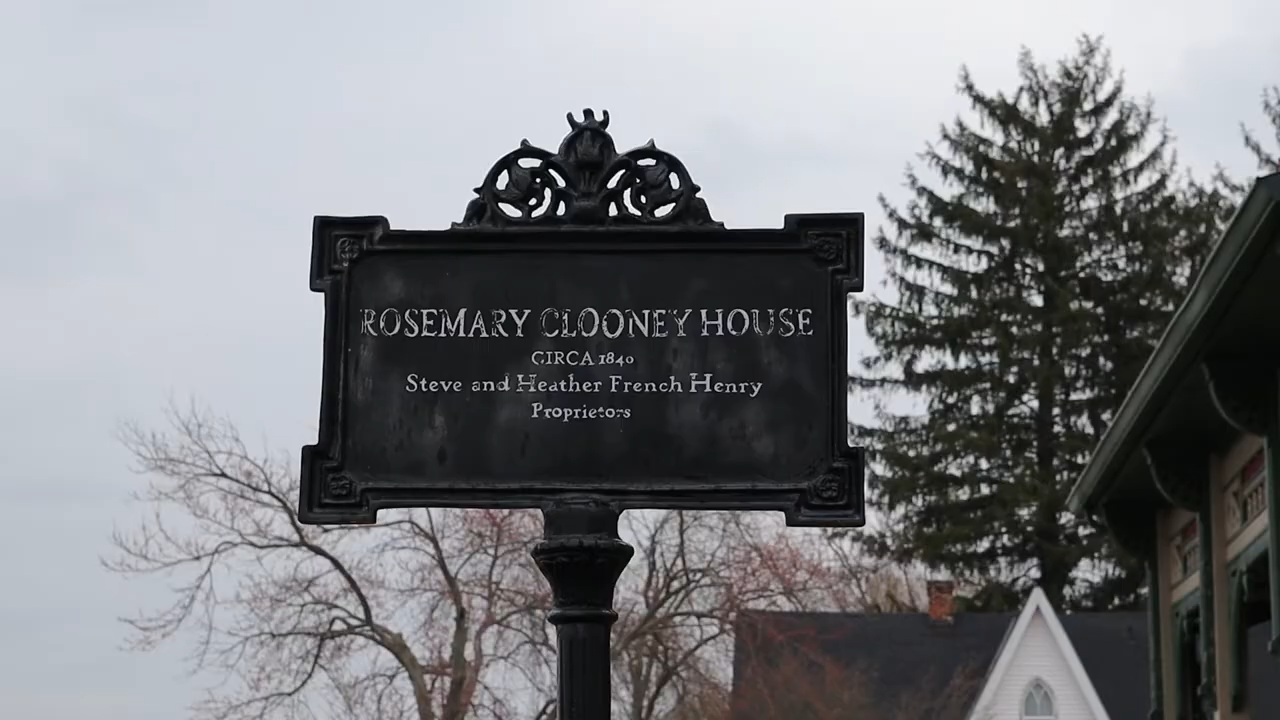 ROSEMARY CLOONEY HOUSE
CIRCA 1840
Steve and Heather French Henry
Proprietors